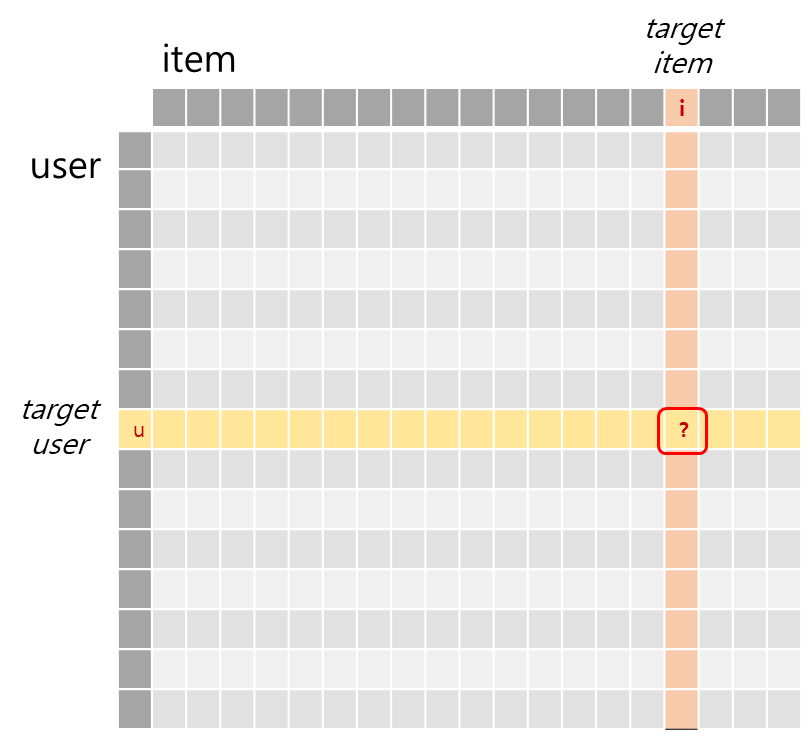 target
item
item
i
user
target
user
u
?